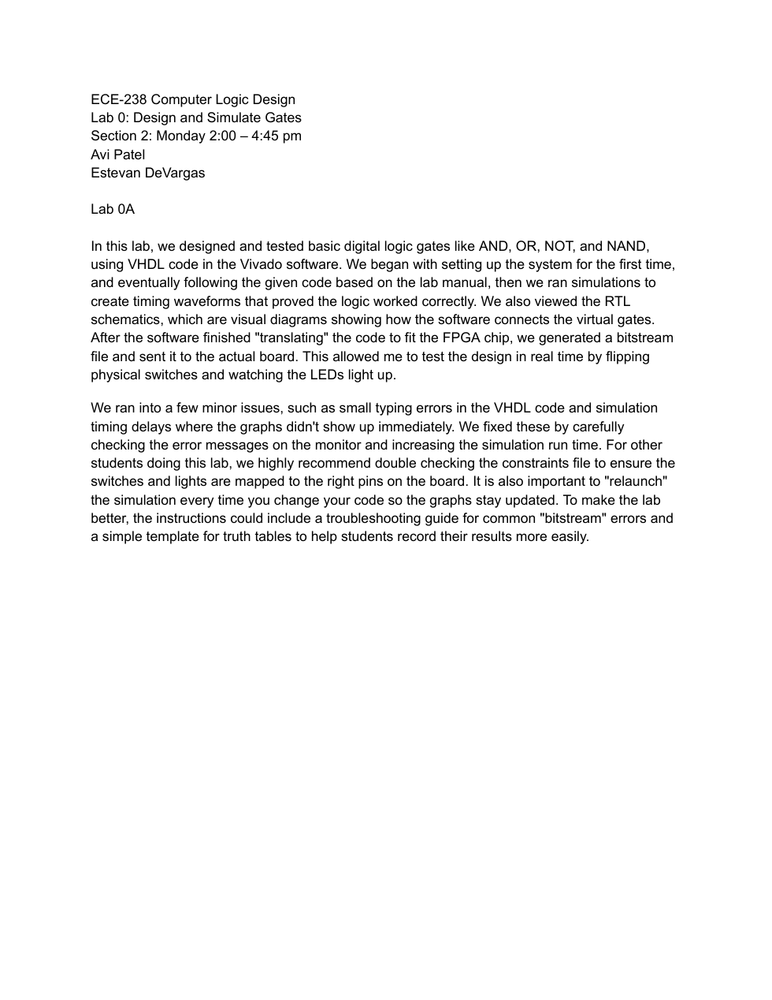 ECE-238 Computer Logic Design
Lab 0: Design and Simulate Gates
Section 2: Monday 2:00 – 4:45 pm
Avi Patel
Estevan DeVargas
Lab 0A
In this lab, we designed and tested basic digital logic gates like AND, OR, NOT, and NAND,
using VHDL code in the Vivado software. We began with setting up the system for the first time,
and eventually following the given code based on the lab manual, then we ran simulations to
create timing waveforms that proved the logic worked correctly. We also viewed the RTL
schematics, which are visual diagrams showing how the software connects the virtual gates.
After the software finished "translating" the code to fit the FPGA chip, we generated a bitstream
file and sent it to the actual board. This allowed me to test the design in real time by flipping
physical switches and watching the LEDs light up.
We ran into a few minor issues, such as small typing errors in the VHDL code and simulation
timing delays where the graphs didn't show up immediately. We fixed these by carefully
checking the error messages on the monitor and increasing the simulation run time. For other
students doing this lab, we highly recommend double checking the constraints file to ensure the
switches and lights are mapped to the right pins on the board. It is also important to "relaunch"
the simulation every time you change your code so the graphs stay updated. To make the lab
better, the instructions could include a troubleshooting guide for common "bitstream" errors and
a simple template for truth tables to help students record their results more easily.